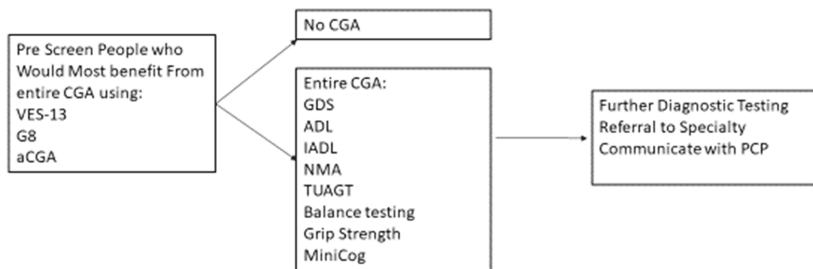 Pre Screen People who
Would Most benefit From
entire CGA using:
VES-13
G8
aCGA
No CGA
Entire CGA:
GDS
ADL
IADL
NMA
TUAGT
Balance testing
Grip Strength
MiniCog
Further Diagnostic Testing
Referral to Specialty
Communicate with PCP